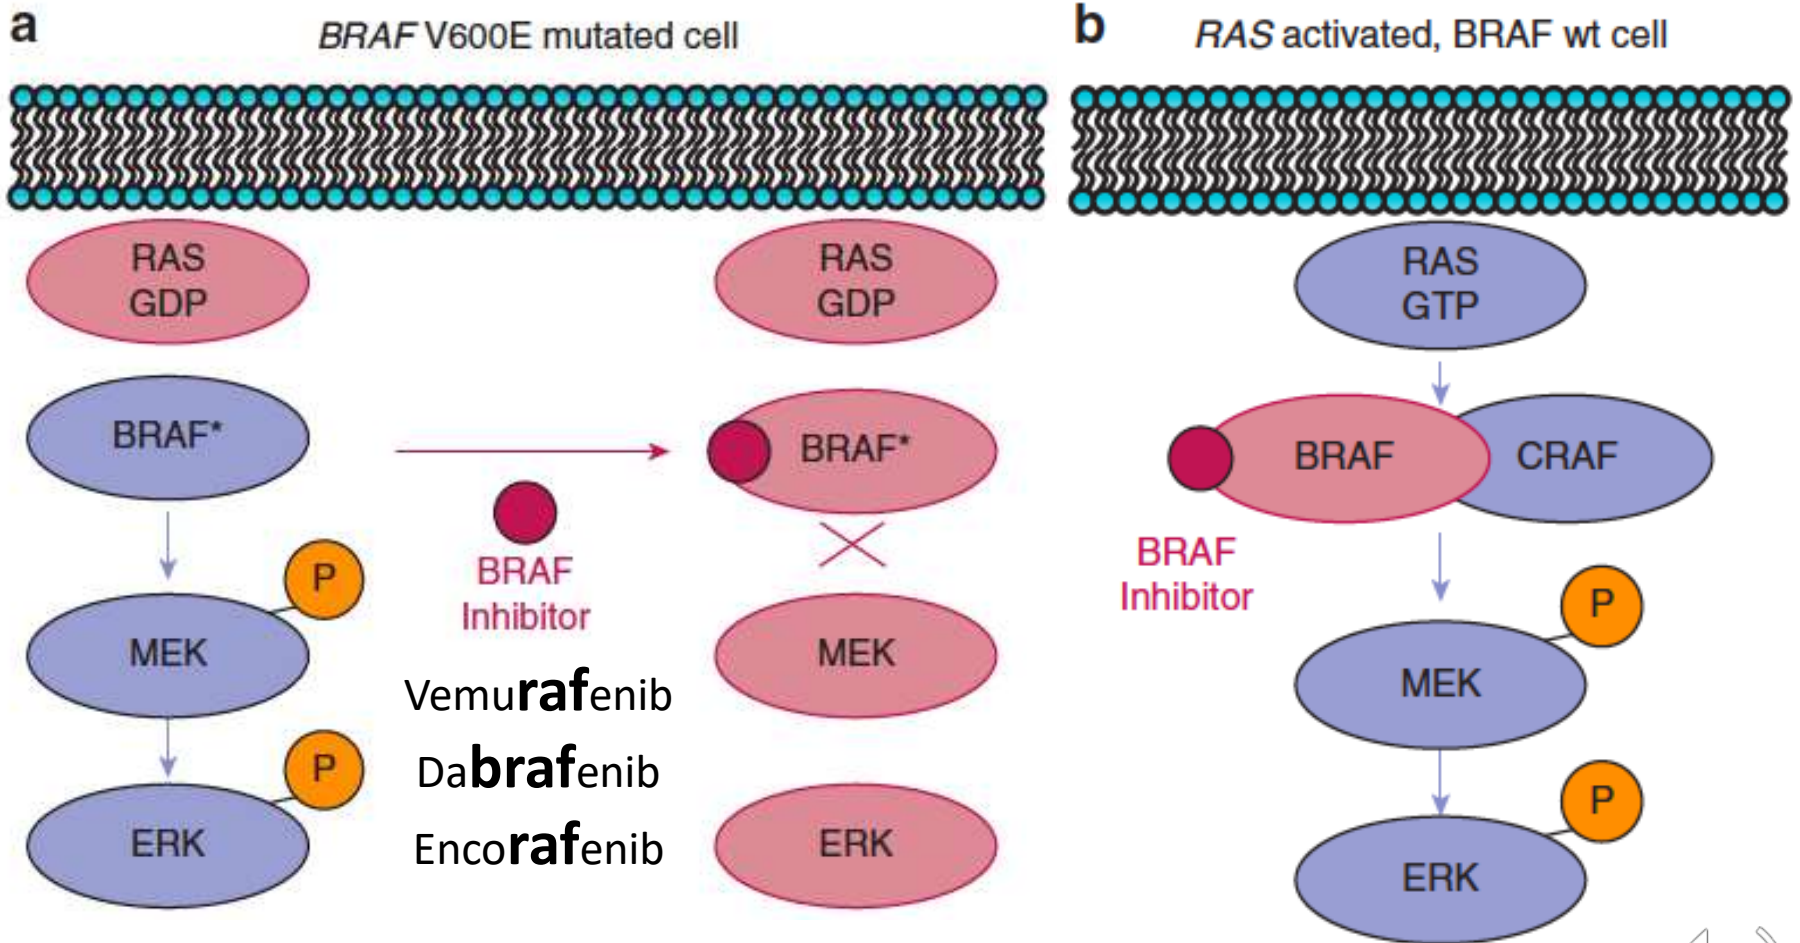 a
BRAF V600E mutated cell
RAS
GDP
BRAF*
P
MEK
P
ERK
BRAF
Inhibitor
Vemurafenib
Dabrafenib
Encorafenib
RAS
GDP
BRAF*
MEK
ERK
b
RAS activated, BRAF wt cell
RAS
GTP
BRAF CRAF
BRAF
Inhibitor
P
MEK
P
ERK